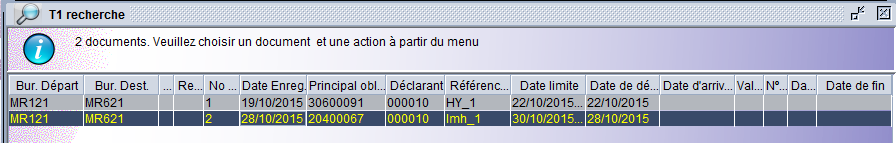 T1 recherche
2 documents. Veuillez choisir un document et une action à partir du menu
Bur. Départ Bur. Dest. ... Re... No ... Date Enreg. Principal obl... Déclarant Référenc... Date limite Date de dé... Date d'arriv... Val... Nº... Da... Date de fin
MR121 MR621 1 19/10/2015 30600091 000010 HY_1 22/10/2015... 22/10/2015
MR121 MR621 2 28/10/2015 20400067 000010 lmh_1 30/10/2015... 28/10/2015